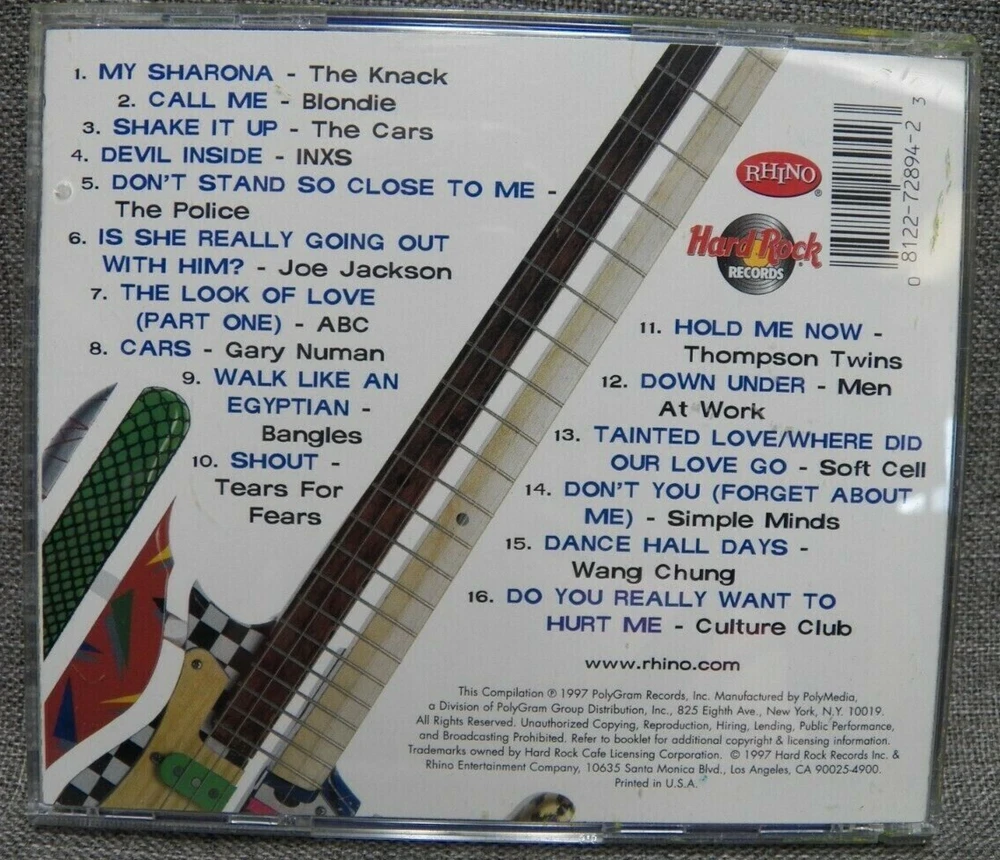 1. MY SHARONA - The Knack
2. CALL ME - Blondie
3. SHAKE IT UP - The Cars
4. DEVIL INSIDE - INXS
5. DON'T STAND SO CLOSE TO ME -
The Police
6. IS SHE REALLY GOING OUT
WITH HIM? - Joe Jackson
7. THE LOOK OF LOVE
(PART ONE) - ABC
8. CARS - Gary Numan
9. WALK LIKE AN
EGYPTIAN -
Bangles
10. SHOUT -
Tears For
Fears
RHINO®
Hard Rock
RECORDS
0 8122-72894-2 3
11. HOLD ME NOW -
Thompson Twins
12. DOWN UNDER - Men
At Work
13. TAINTED LOVE/WHERE DID
OUR LOVE GO - Soft Cell
14. DON'T YOU (FORGET ABOUT
ME) - Simple Minds
15. DANCE HALL DAYS -
Wang Chung
16. DO YOU REALLY WANT TO
HURT ME - Culture Club
www.rhino.com
This Compilation ℗ 1997 PolyGram Records, Inc. Manufactured by PolyMedia,
a Division of PolyGram Group Distribution, Inc., 825 Eighth Ave., New York, N.Y. 10019.
All Rights Reserved. Unauthorized Copying, Reproduction, Hiring, Lending, Public Performance,
and Broadcasting Prohibited. Refer to booklet for additional copyright & licensing information.
Trademarks owned by Hard Rock Cafe Licensing Corporation. © 1997 Hard Rock Records Inc. &
Rhino Entertainment Company, 10635 Santa Monica Blvd., Los Angeles, CA 90025-4900.
Printed in U.S.A.